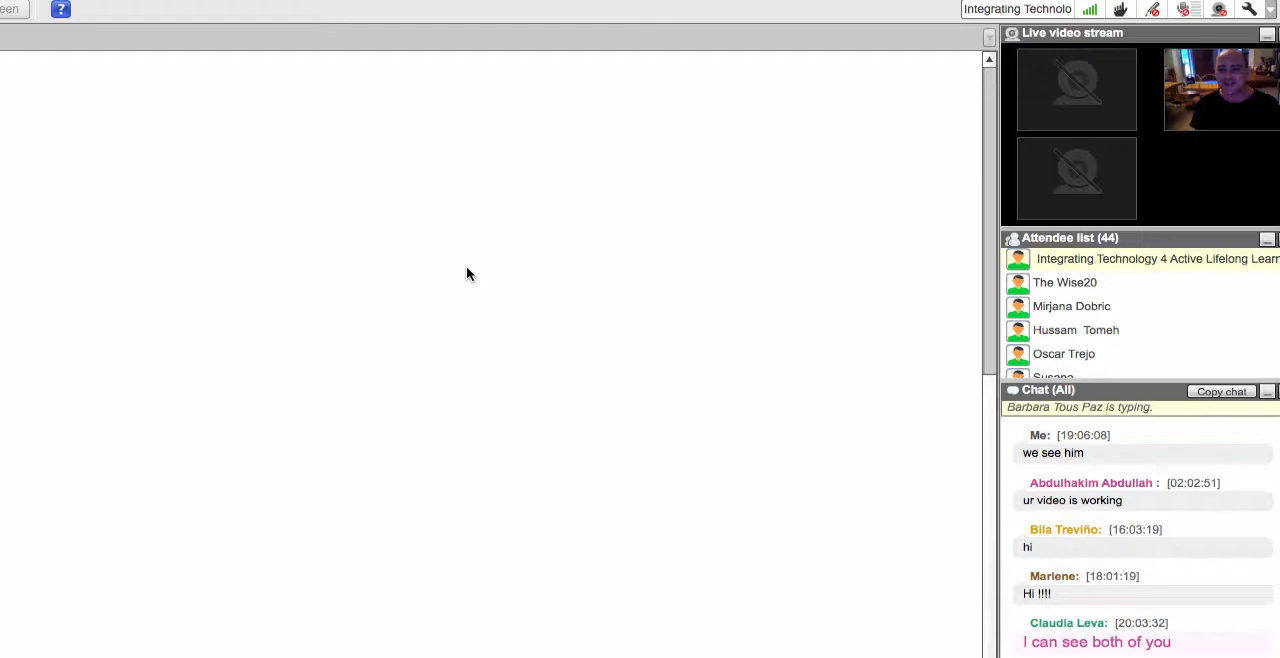 een
?
Integrating Technolo
Live video stream
Attendee list (44)
Integrating Technology 4 Active Lifelong Learn
The Wise20
Mirjana Dobric
Hussam Tomeh
Oscar Trejo
Susana
Chat (All)
Copy chat
Barbara Tous Paz is typing.
Me: [19:06:08]
we see him
Abdulhakim Abdullah : [02:02:51]
ur video is working
Bila Treviño: [16:03:19]
hi
Marlene: [18:01:19]
Hi !!!!
Claudia Leva: [20:03:32]
I can see both of you